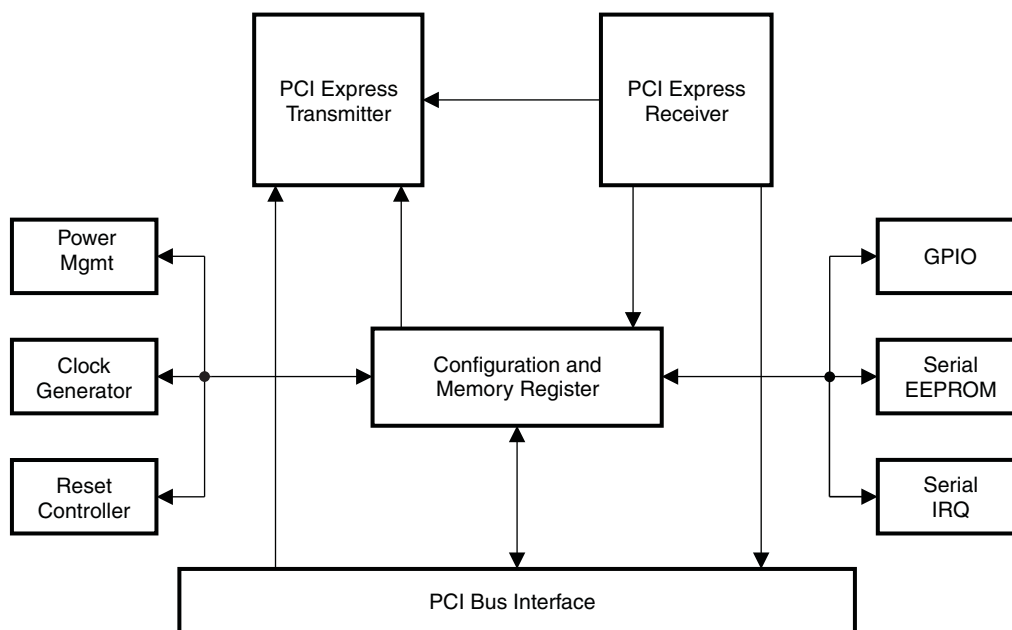 PCI Express
Transmitter
PCI Express
Receiver
Power
Mgmt
GPIO
Clock
Generator
Configuration and
Memory Register
Serial
EEPROM
Reset
Controller
Serial
IRQ
PCI Bus Interface